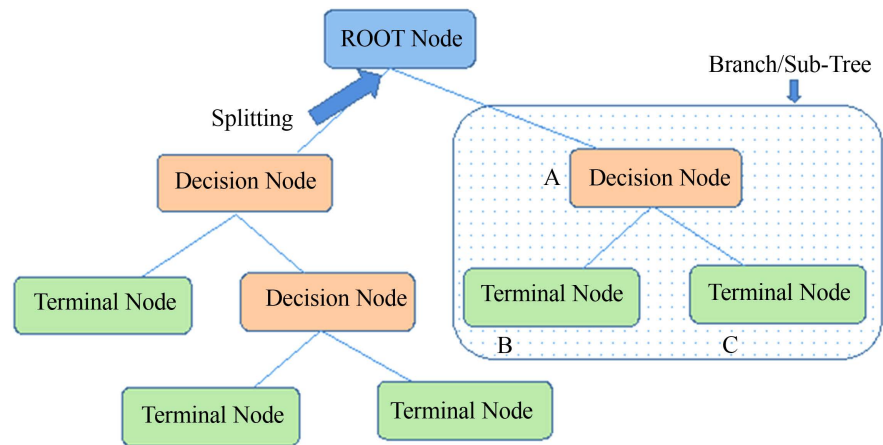 ROOT Node
Branch/Sub-Tree
Splitting
Decision Node
A
Decision Node
Terminal Node
Decision Node
Terminal Node
Terminal Node
B
C
Terminal Node
Terminal Node